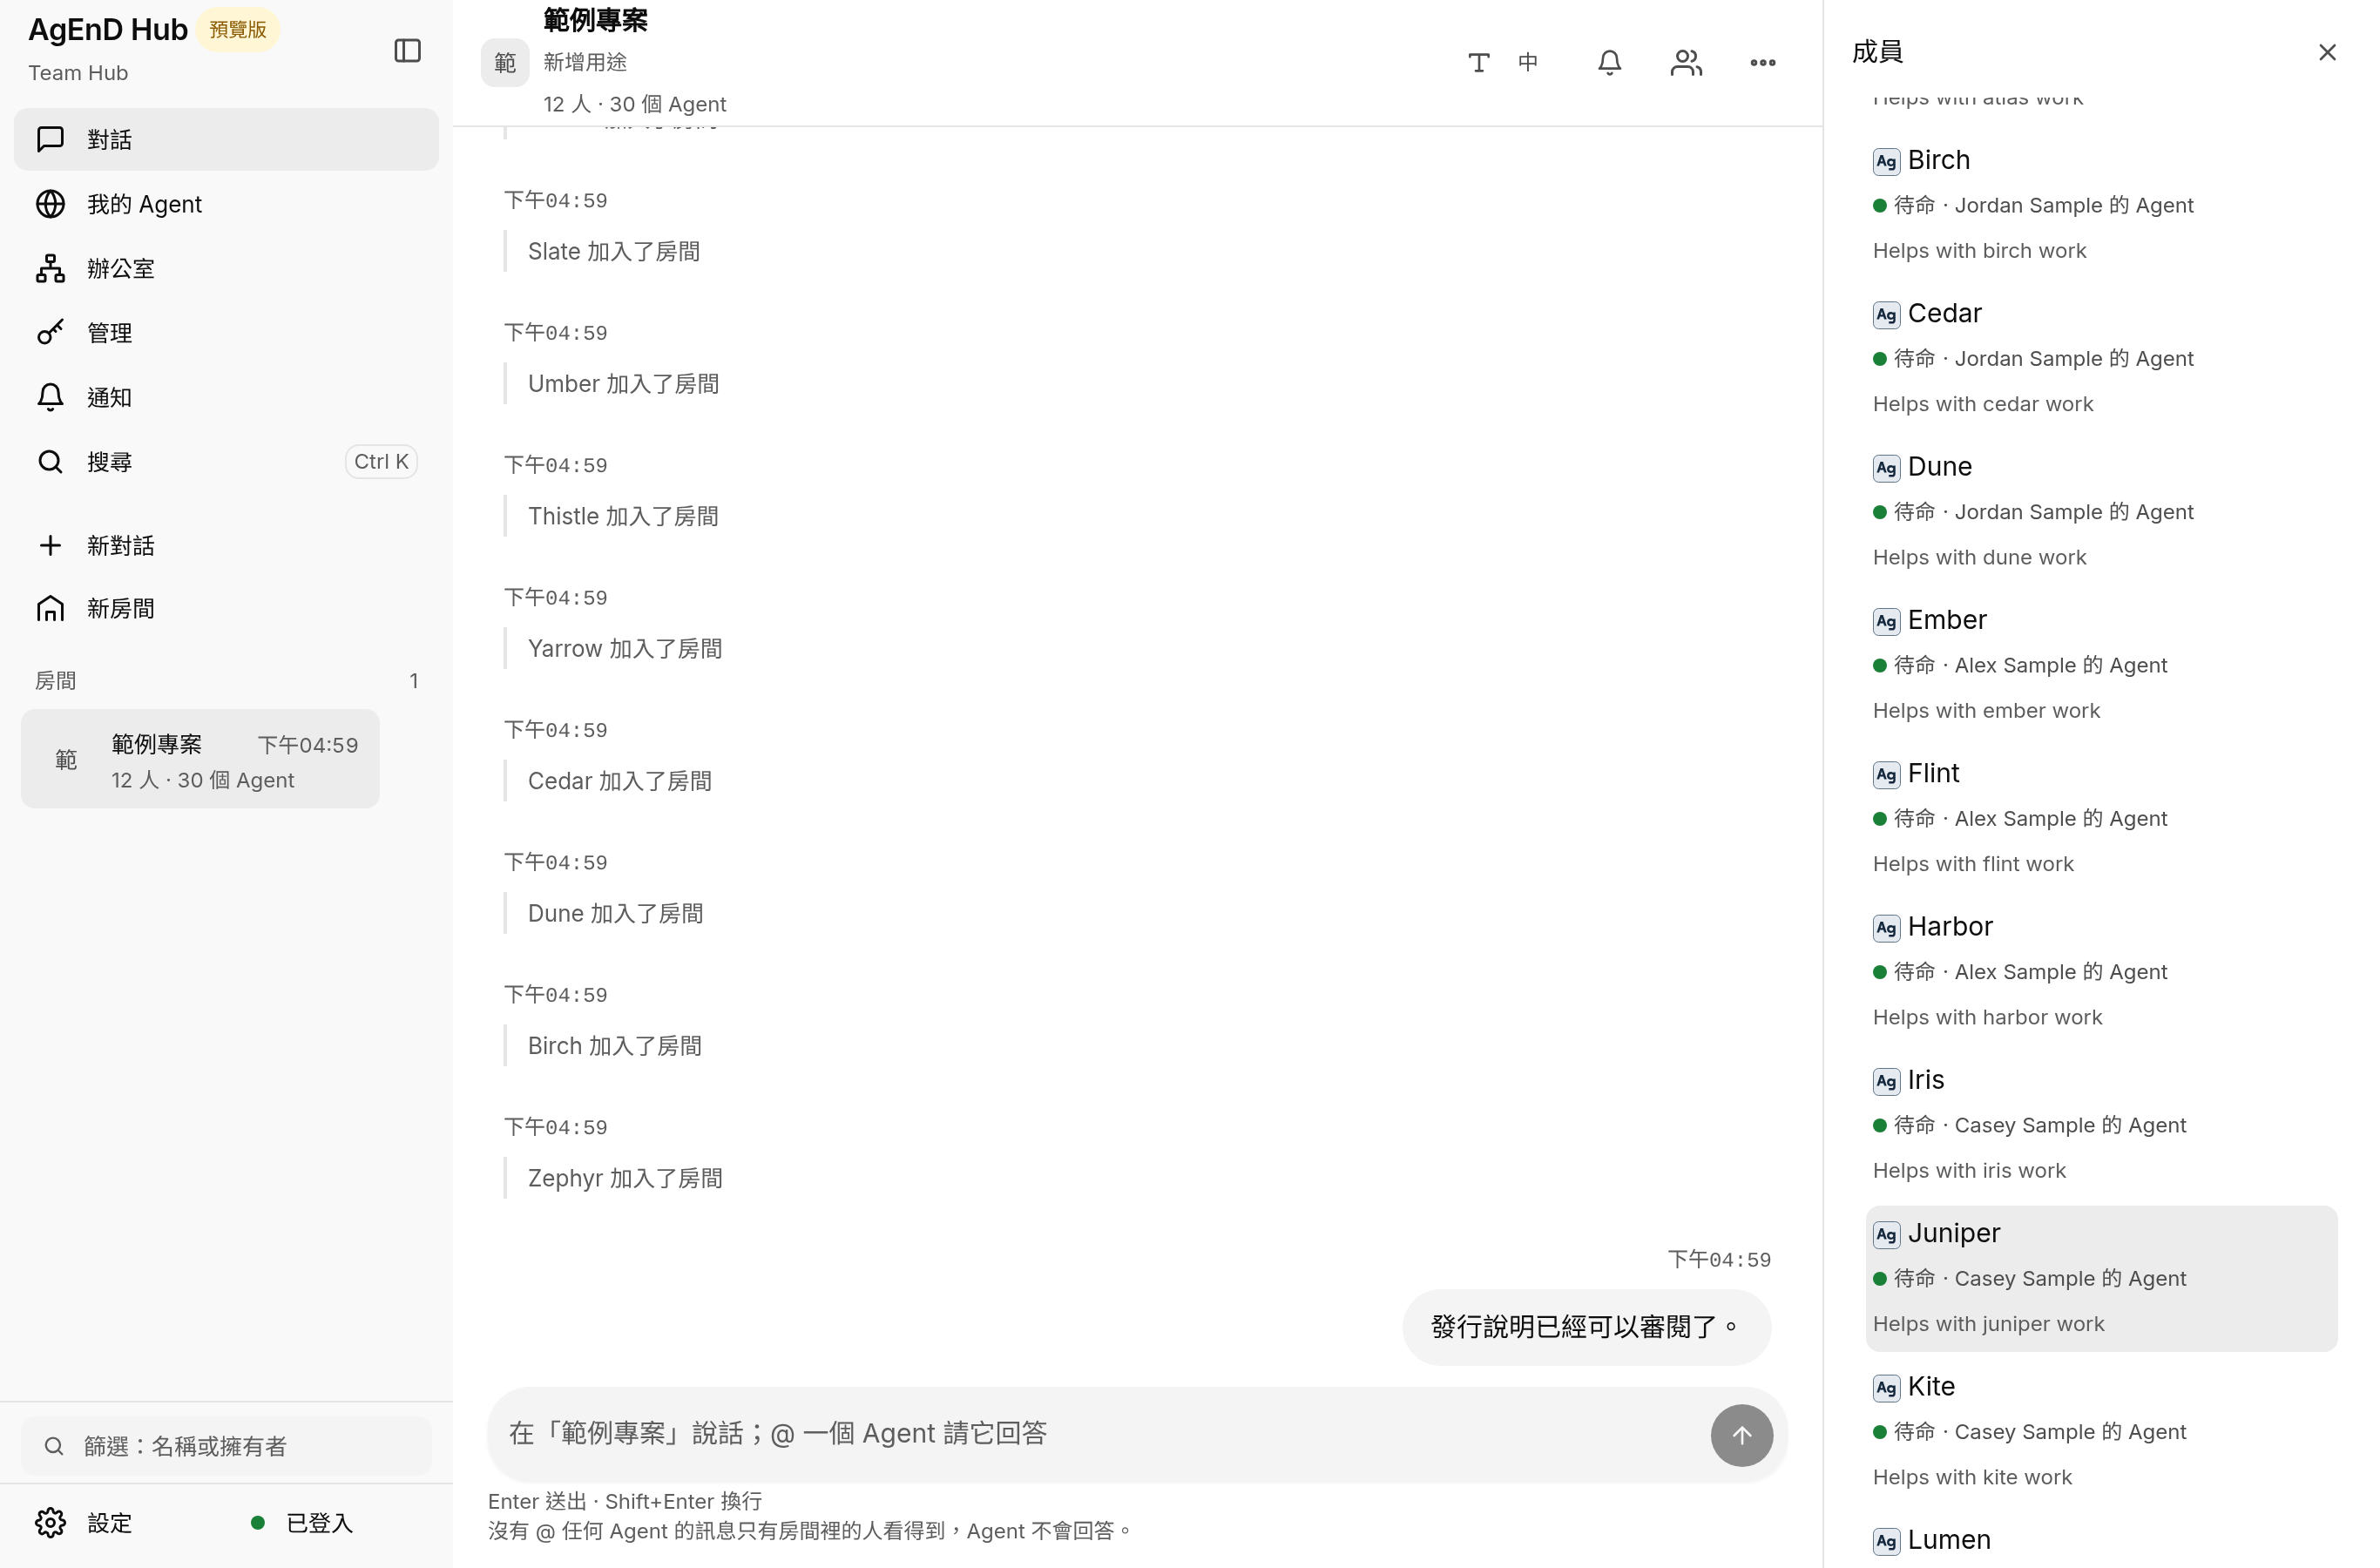 AgEnD Hub 預覽版
Team Hub
對話
我的 Agent
辦公室
管理
通知
搜尋 Ctrl K
新對話
新房間
房間 1
範 範例專案 下午04:59
12 人 · 30 個 Agent
篩選：名稱或擁有者
設定 已登入
範 範例專案
新增用途
12 人 · 30 個 Agent
中
下午04:59
Slate 加入了房間
下午04:59
Umber 加入了房間
下午04:59
Thistle 加入了房間
下午04:59
Yarrow 加入了房間
下午04:59
Cedar 加入了房間
下午04:59
Dune 加入了房間
下午04:59
Birch 加入了房間
下午04:59
Zephyr 加入了房間
下午04:59
發行說明已經可以審閱了。
在「範例專案」說話；@ 一個 Agent 請它回答
Enter 送出 · Shift+Enter 換行
沒有 @ 任何 Agent 的訊息只有房間裡的人看得到，Agent 不會回答。
成員
Helps with atlas work
Ag Birch
待命 · Jordan Sample 的 Agent
Helps with birch work
Ag Cedar
待命 · Jordan Sample 的 Agent
Helps with cedar work
Ag Dune
待命 · Jordan Sample 的 Agent
Helps with dune work
Ag Ember
待命 · Alex Sample 的 Agent
Helps with ember work
Ag Flint
待命 · Alex Sample 的 Agent
Helps with flint work
Ag Harbor
待命 · Alex Sample 的 Agent
Helps with harbor work
Ag Iris
待命 · Casey Sample 的 Agent
Helps with iris work
Ag Juniper
待命 · Casey Sample 的 Agent
Helps with juniper work
Ag Kite
待命 · Casey Sample 的 Agent
Helps with kite work
Ag Lumen